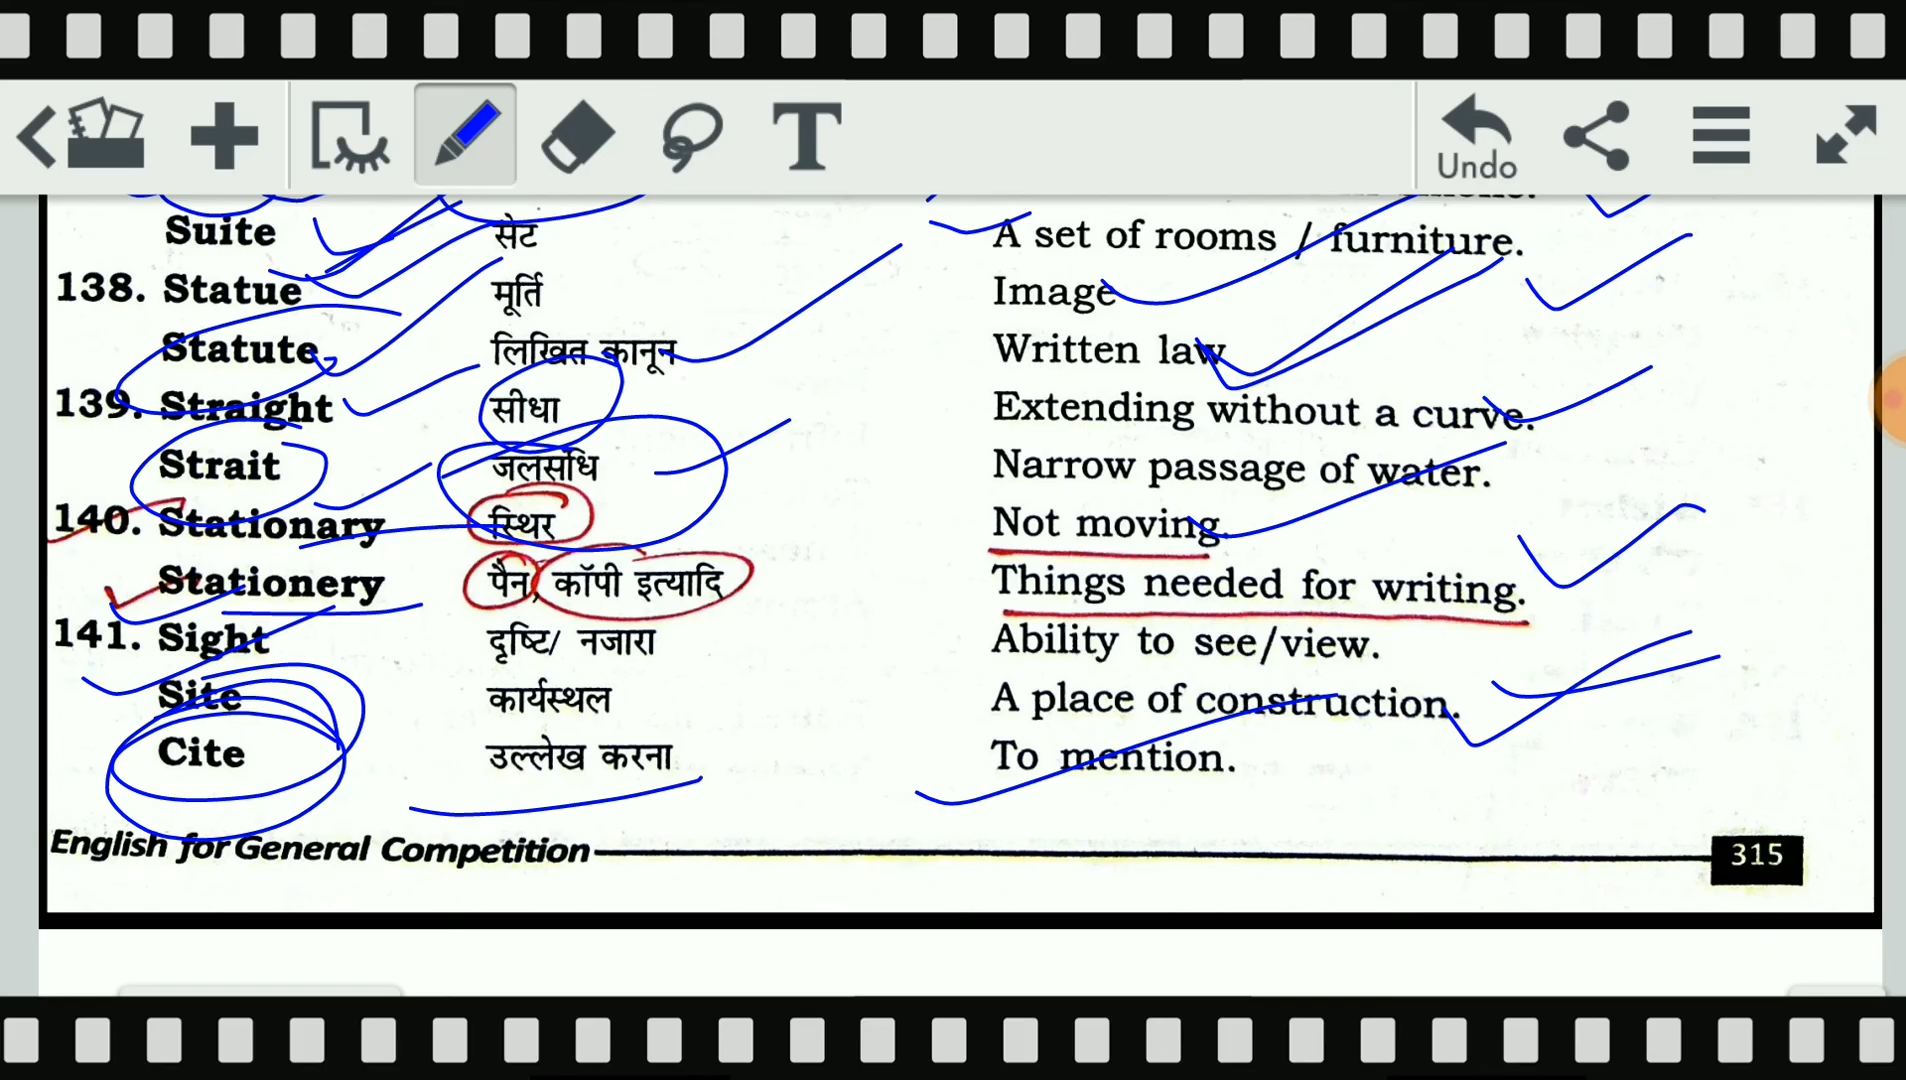 Undo
Suite सेट A set of rooms / furniture.
138. Statue मूर्ति Image
Statute लिखित कानून Written law
139. Straight सीधा Extending without a curve.
Strait जलसंधि Narrow passage of water.
140. Stationary स्थिर Not moving.
Stationery पैन, कॉपी इत्यादि Things needed for writing.
141. Sight दृष्टि/ नजारा Ability to see/view.
Site कार्यस्थल A place of construction.
Cite उल्लेख करना To mention.
English for General Competition 315